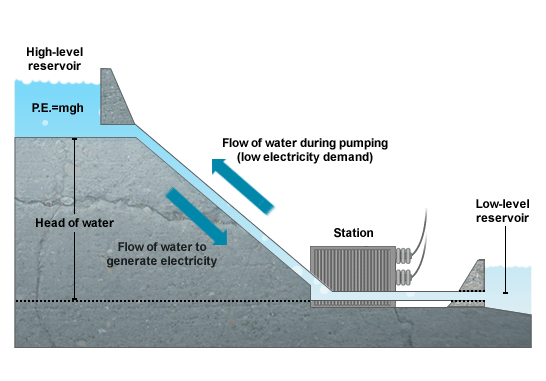 High-level
reservoir
P.E.=mgh
Flow of water during pumping
(low electricity demand)
Low-level
reservoir
Head of water
Station
Flow of water to
generate electricity